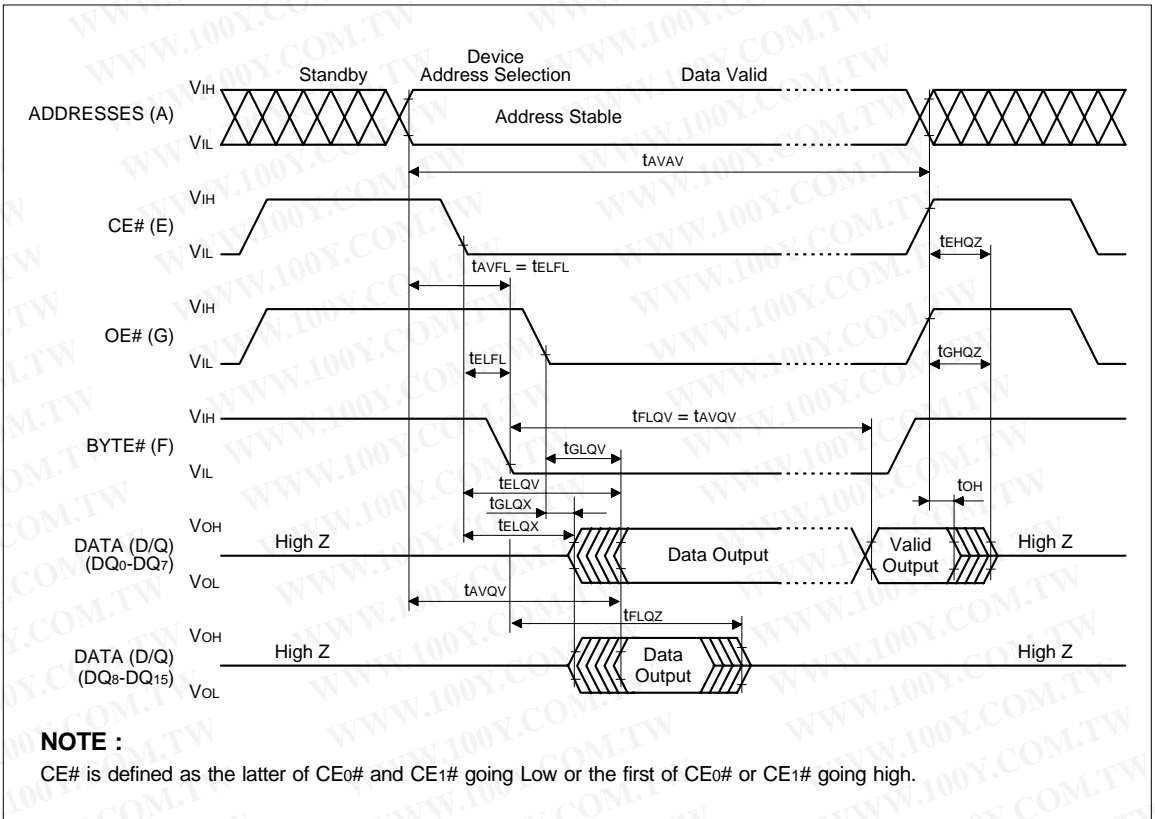 Device
Standby Address Selection Data Valid
VIH
ADDRESSES (A) Address Stable
VIL
tAVAV
VIH
CE# (E)
tEHQZ
VIL
tAVFL = tELFL
VIH
OE# (G)
tGHQZ
VIL
tELFL
VIH
tFLQV = tAVQV
BYTE# (F)
tGLQV
VIL
tELQV
tGLQX
tOH
tELQX
VOH
DATA (D/Q) High Z Data Output Valid High Z
(DQ0-DQ7) Output
VOL
tAVQV
tFLQZ
VOH
DATA (D/Q) High Z Data High Z
(DQ8-DQ15) Output
VOL
NOTE :
CE# is defined as the latter of CE0# and CE1# going Low or the first of CE0# or CE1# going high.
WWW.100Y.COM.TW